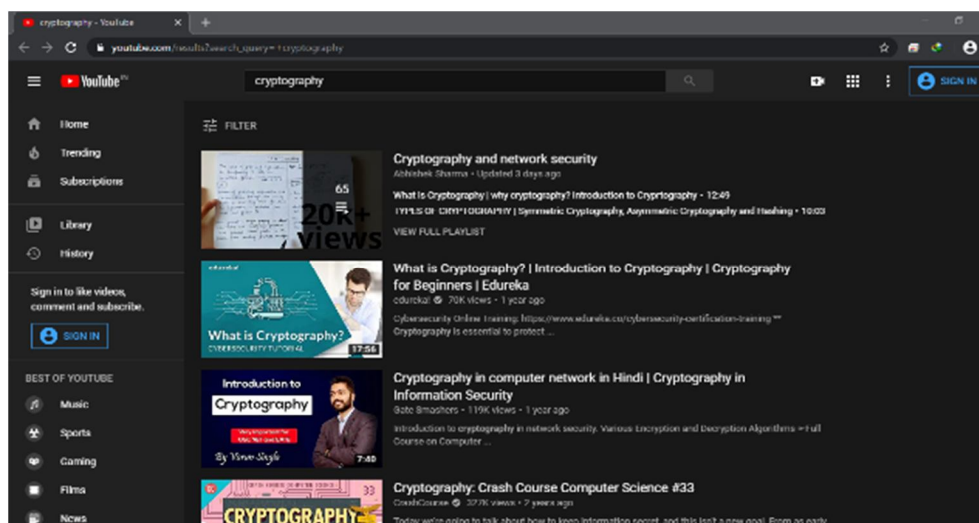 cryptography - YouTube
youtube.com/results?search_query=+cryptography
YouTube IN
cryptography
SIGN IN
Home
Trending
Subscriptions
Library
History
Sign in to like videos,
comment and subscribe.
SIGN IN
BEST OF YOUTUBE
Music
Sports
Gaming
Films
News
FILTER
65
20k+
views
Cryptography and network security
Abhishek Sharma • Updated 3 days ago
What is Cryptography | why cryptography? Introduction to Cryprtography • 12:49
TYPES OF CRYPTOGRAPHY | Symmetric Cryptography, Asymmetric Cryptography and Hashing • 10:03
VIEW FULL PLAYLIST
edureka!
What is Cryptography?
CYBERSECURITY TUTORIAL
17:56
What is Cryptography? | Introduction to Cryptography | Cryptography
for Beginners | Edureka
edureka! 70K views • 1 year ago
Cybersecurity Online Training: https://www.edureka.co/cybersecurity-certification-training **
Cryptography is essential to protect ...
Introduction to
Cryptography
By Varun Singla
7:40
Cryptography in computer network in Hindi | Cryptography in
Information Security
Gate Smashers • 119K views • 1 year ago
Introduction to cryptography in network security. Various Encryption and Decryption Algorithms ➡Full
Course on Computer ...
CRASH COURSE COMPUTER SCIENCE
33
CRYPTOGRAPHY
Cryptography: Crash Course Computer Science #33
CrashCourse 327K views • 2 years ago
Today we're going to talk about how to keep information secret, and this isn't a new goal. From as early